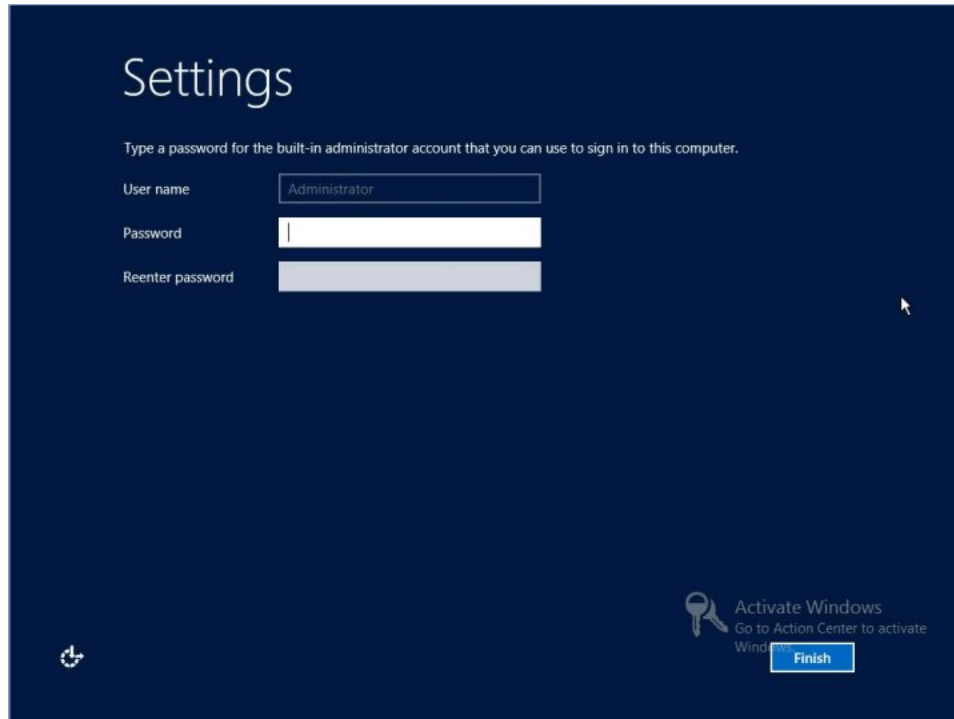 Settings
Type a password for the built-in administrator account that you can use to sign in to this computer.
User name
Administrator
Password
Reenter password
Activate Windows
Go to Action Center to activate
Windows.
Finish